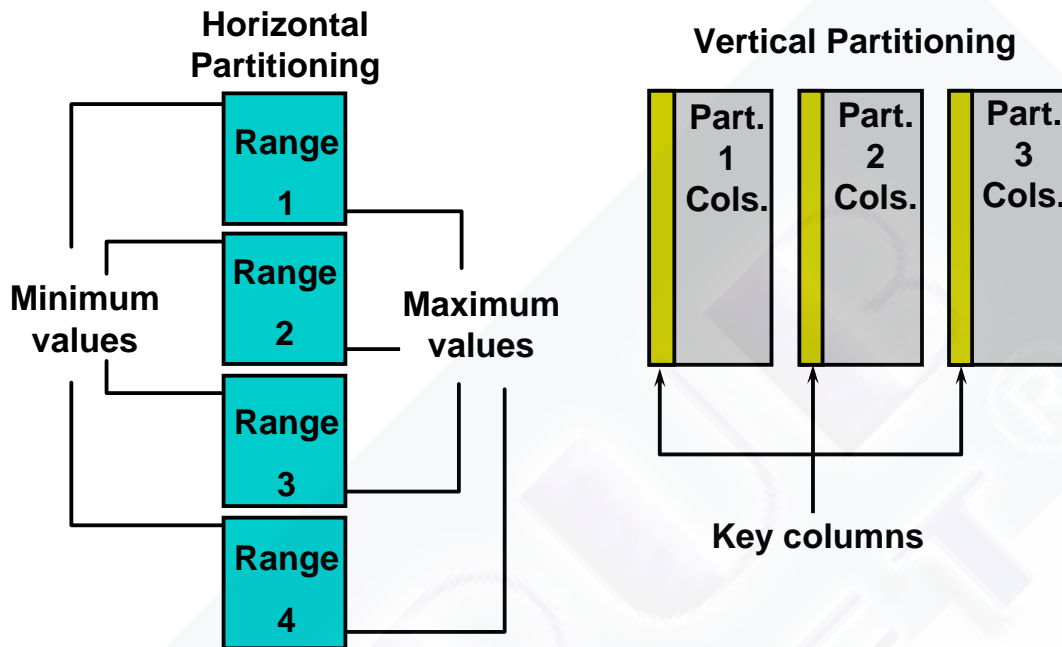 Horizontal
Partitioning
Range
1
Range
2
Range
3
Range
4
Minimum
values
Maximum
values
Vertical Partitioning
Part.
1
Cols.
Part.
2
Cols.
Part.
3
Cols.
Key columns